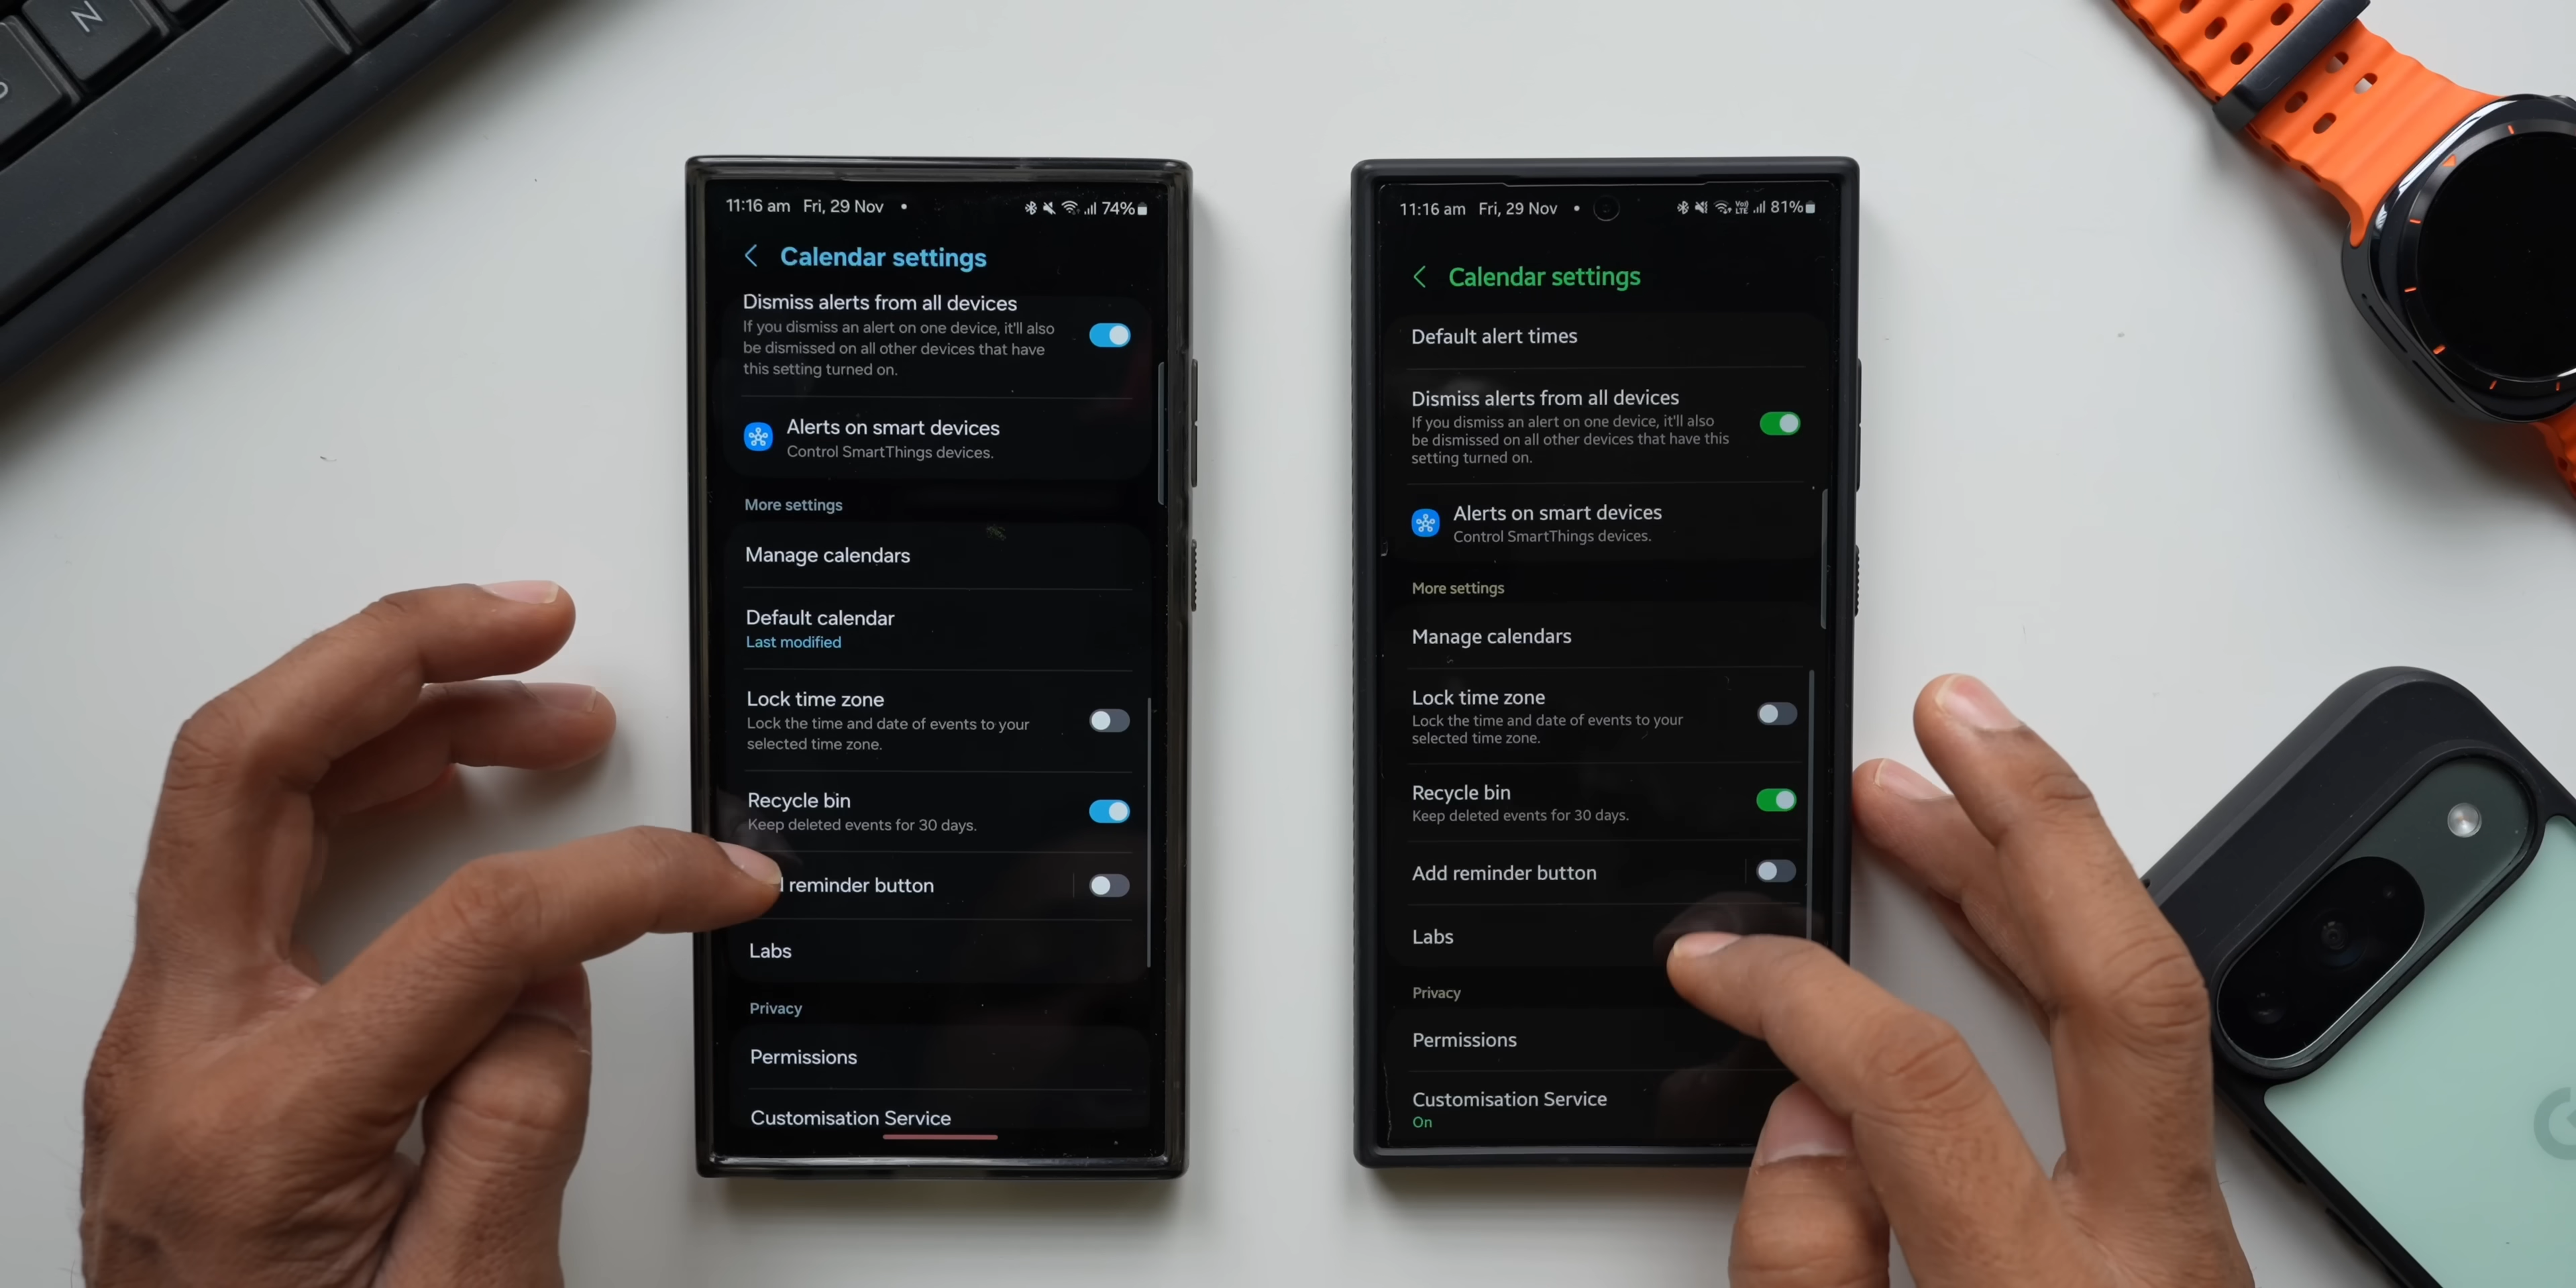 N
11:16 am Fri, 29 Nov
74%
Calendar settings
Dismiss alerts from all devices
If you dismiss an alert on one device, it'll also
be dismissed on all other devices that have
this setting turned on.
Alerts on smart devices
Control SmartThings devices.
More settings
Manage calendars
Default calendar
Last modified
Lock time zone
Lock the time and date of events to your
selected time zone.
Recycle bin
Keep deleted events for 30 days.
reminder button
Labs
Privacy
Permissions
Customisation Service
11:16 am Fri, 29 Nov
81%
Calendar settings
Default alert times
Dismiss alerts from all devices
If you dismiss an alert on one device, it'll also
be dismissed on all other devices that have this
setting turned on.
Alerts on smart devices
Control SmartThings devices.
More settings
Manage calendars
Lock time zone
Lock the time and date of events to your
selected time zone.
Recycle bin
Keep deleted events for 30 days.
Add reminder button
Labs
Privacy
Permissions
Customisation Service
On
G